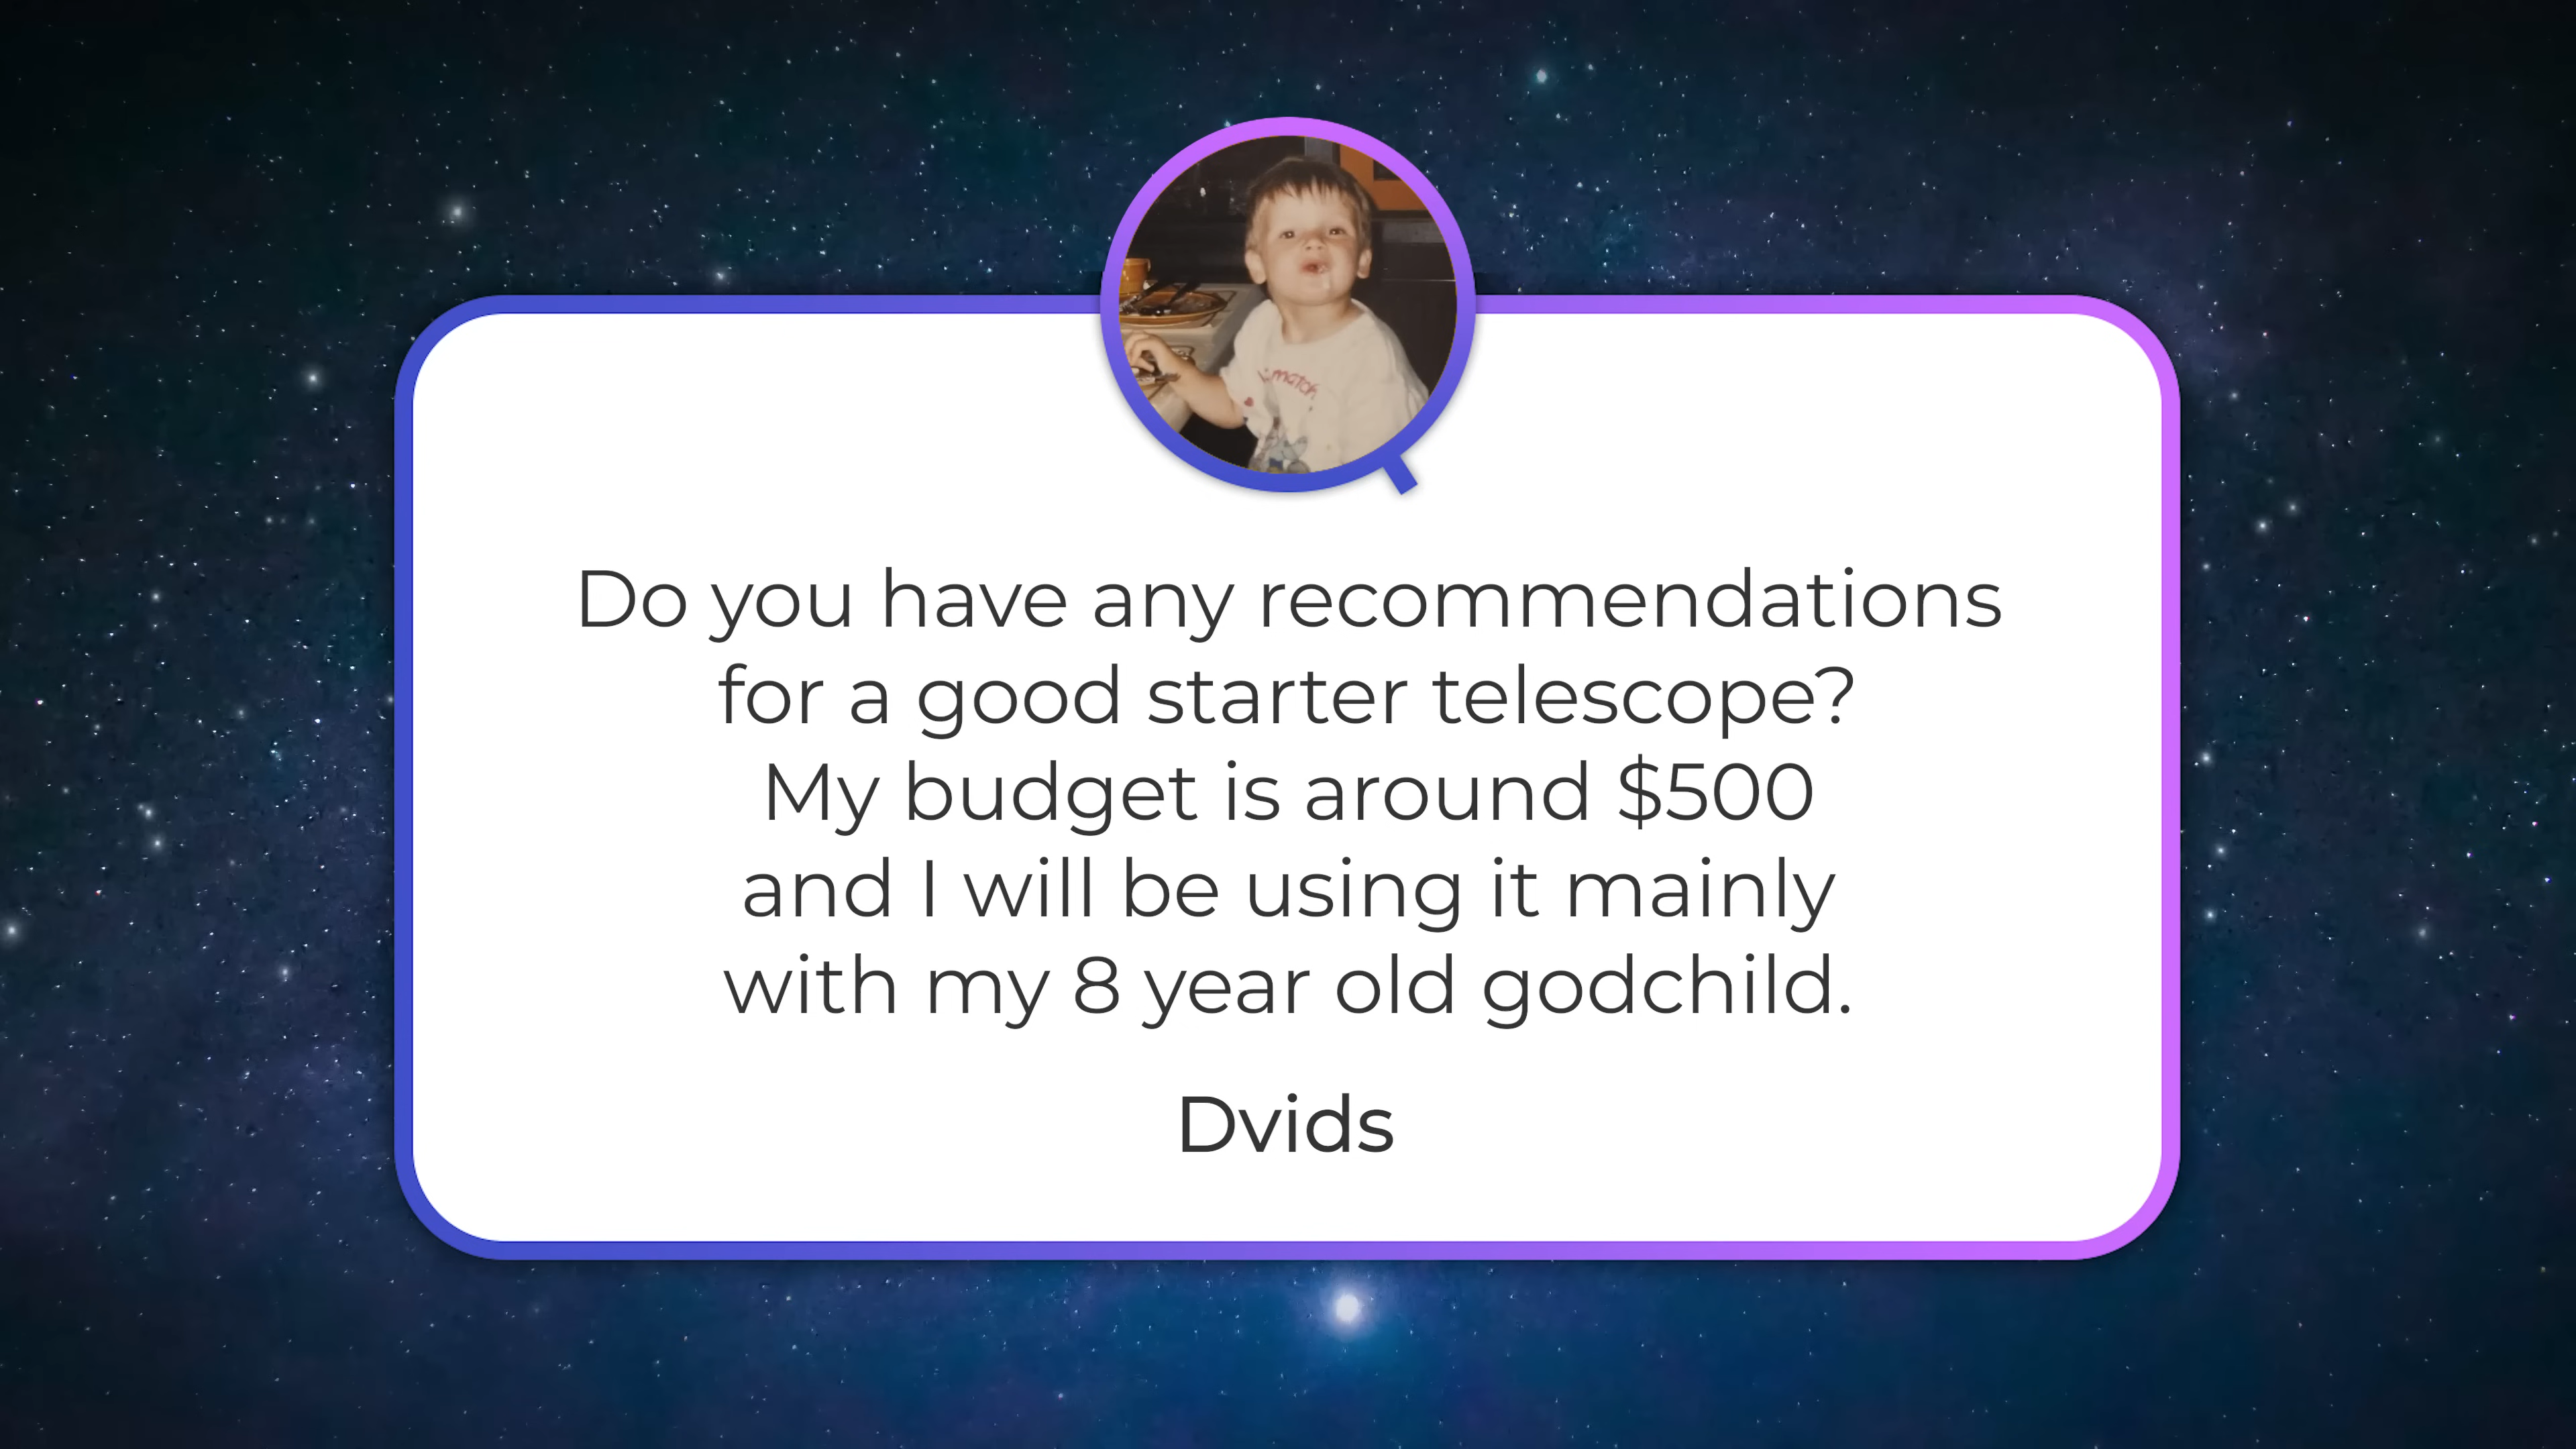 Do you have any recommendations
for a good starter telescope?
My budget is around $500
and I will be using it mainly
with my 8 year old godchild.
Dvids